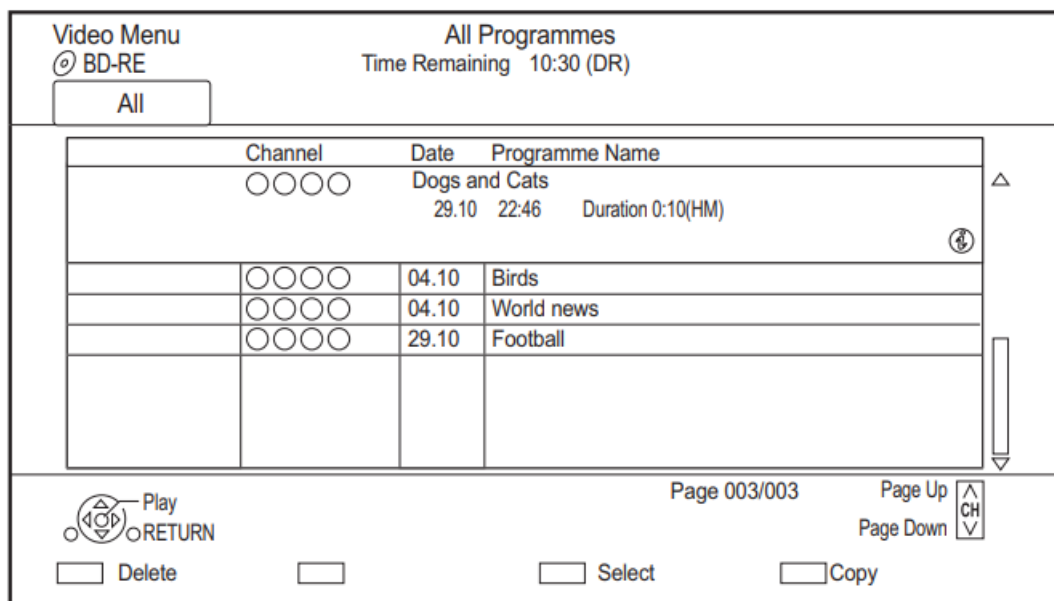 Video Menu
All Programmes
BD-RE
Time Remaining 10:30 (DR)
All
Channel Date Programme Name
Dogs and Cats
29.10 22:46 Duration 0:10(HM)
04.10 Birds
04.10 World news
29.10 Football
Page 003/003
Page Up
Play
CH
RETURN
Page Down
Delete
Select
Copy